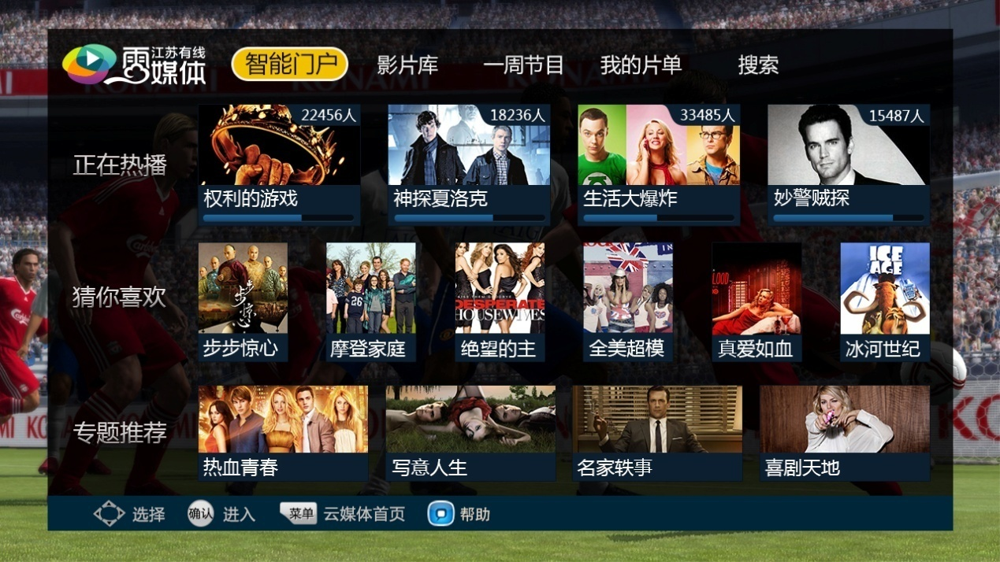 江苏有线
云媒体
智能门户
影片库
一周节目
我的片单
搜索
正在热播
22456人
权利的游戏
18236人
神探夏洛克
33485人
生活大爆炸
15487人
妙警贼探
猜你喜欢
步步惊心
步步惊心
摩登家庭
26
DESPERATE
HOUSEWIVES
绝望的主
全美超模
BLOOD
真爱如血
ICE
AGE
冰河世纪
专题推荐
热血青春
写意人生
名家轶事
喜剧天地
选择
确认
进入
菜单
云媒体首页
帮助
KONAMI
KONAMI
Carlsberg